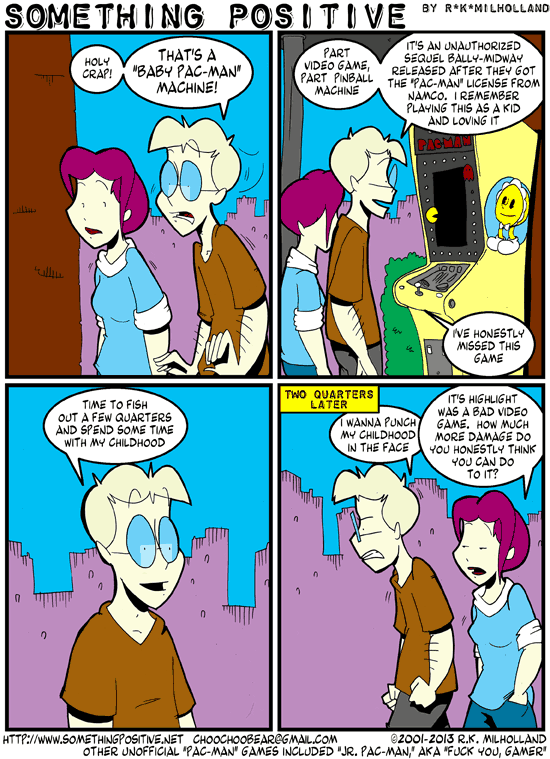 SOMETHING POSITIVE BY R*K*MILHOLLAND
HOLY
CRAP!
THAT'S A
"BABY PAC-MAN"
MACHINE!
PART
VIDEO GAME,
PART PINBALL
MACHINE
IT'S AN UNAUTHORIZED
SEQUEL BALLY-MIDWAY
RELEASED AFTER THEY GOT
THE "PAC-MAN" LICENSE FROM
NAMCO. I REMEMBER
PLAYING THIS AS A KID
AND LOVING IT
PACMAN
I'VE HONESTLY
MISSED THIS
GAME
TIME TO FISH
OUT A FEW QUARTERS
AND SPEND SOME TIME
WITH MY CHILDHOOD
TWO QUARTERS
LATER
I WANNA PUNCH
MY CHILDHOOD
IN THE FACE
IT'S HIGHLIGHT
WAS A BAD VIDEO
GAME. HOW MUCH
MORE DAMAGE DO
YOU HONESTLY THINK
YOU CAN DO
TO IT?
HTTP://WWW.SOMETHINGPOSITIVE.NET CHOOCHOOBEAR@GMAIL.COM ©2001-2013 R.K. MILHOLLAND
OTHER UNOFFICIAL "PAC-MAN" GAMES INCLUDED "JR. PAC-MAN," AKA "FUCK YOU, GAMER"